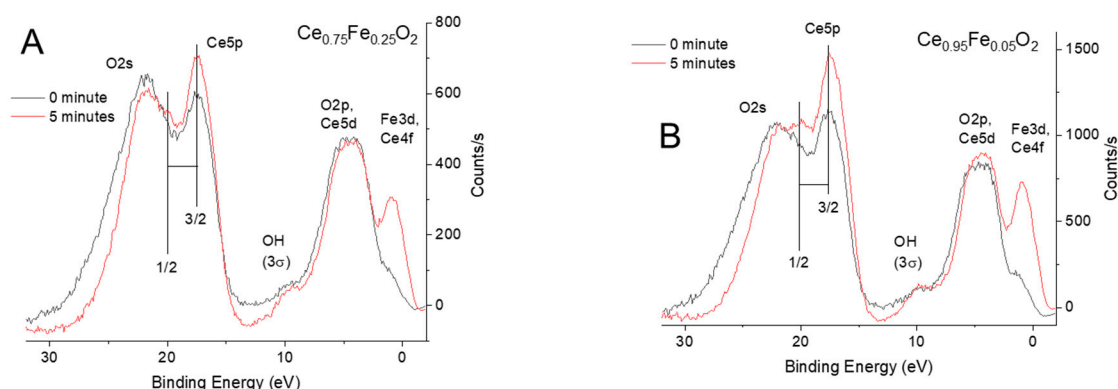 A
Ce0.75Fe0.25O2
Ce5p
O2s
0 minute
5 minutes
O2p,
Ce5d
Fe3d,
Ce4f
3/2
1/2
OH
(3σ)
800
600
400
200
0
Counts/s
30
20
10
0
Binding Energy (eV)
B
Ce0.95Fe0.05O2
Ce5p
0 minute
5 minutes
O2s
O2p,
Ce5d
Fe3d,
Ce4f
3/2
1/2
OH
(3σ)
1500
1000
500
0
Counts/s
30
20
10
0
Binding Energy (eV)